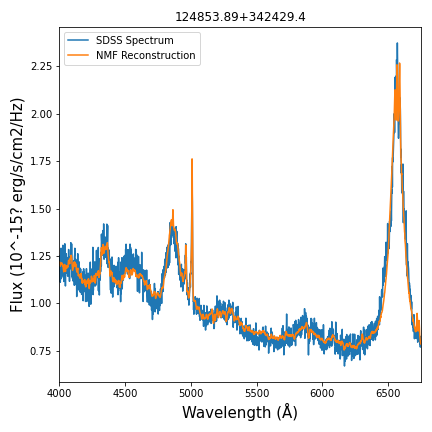 124853.89+342429.4
SDSS Spectrum
NMF Reconstruction
Flux (10^-15? erg/s/cm2/Hz)
2.25
2.00
1.75
1.50
1.25
1.00
0.75
4000 4500 5000 5500 6000 6500
Wavelength (Å)